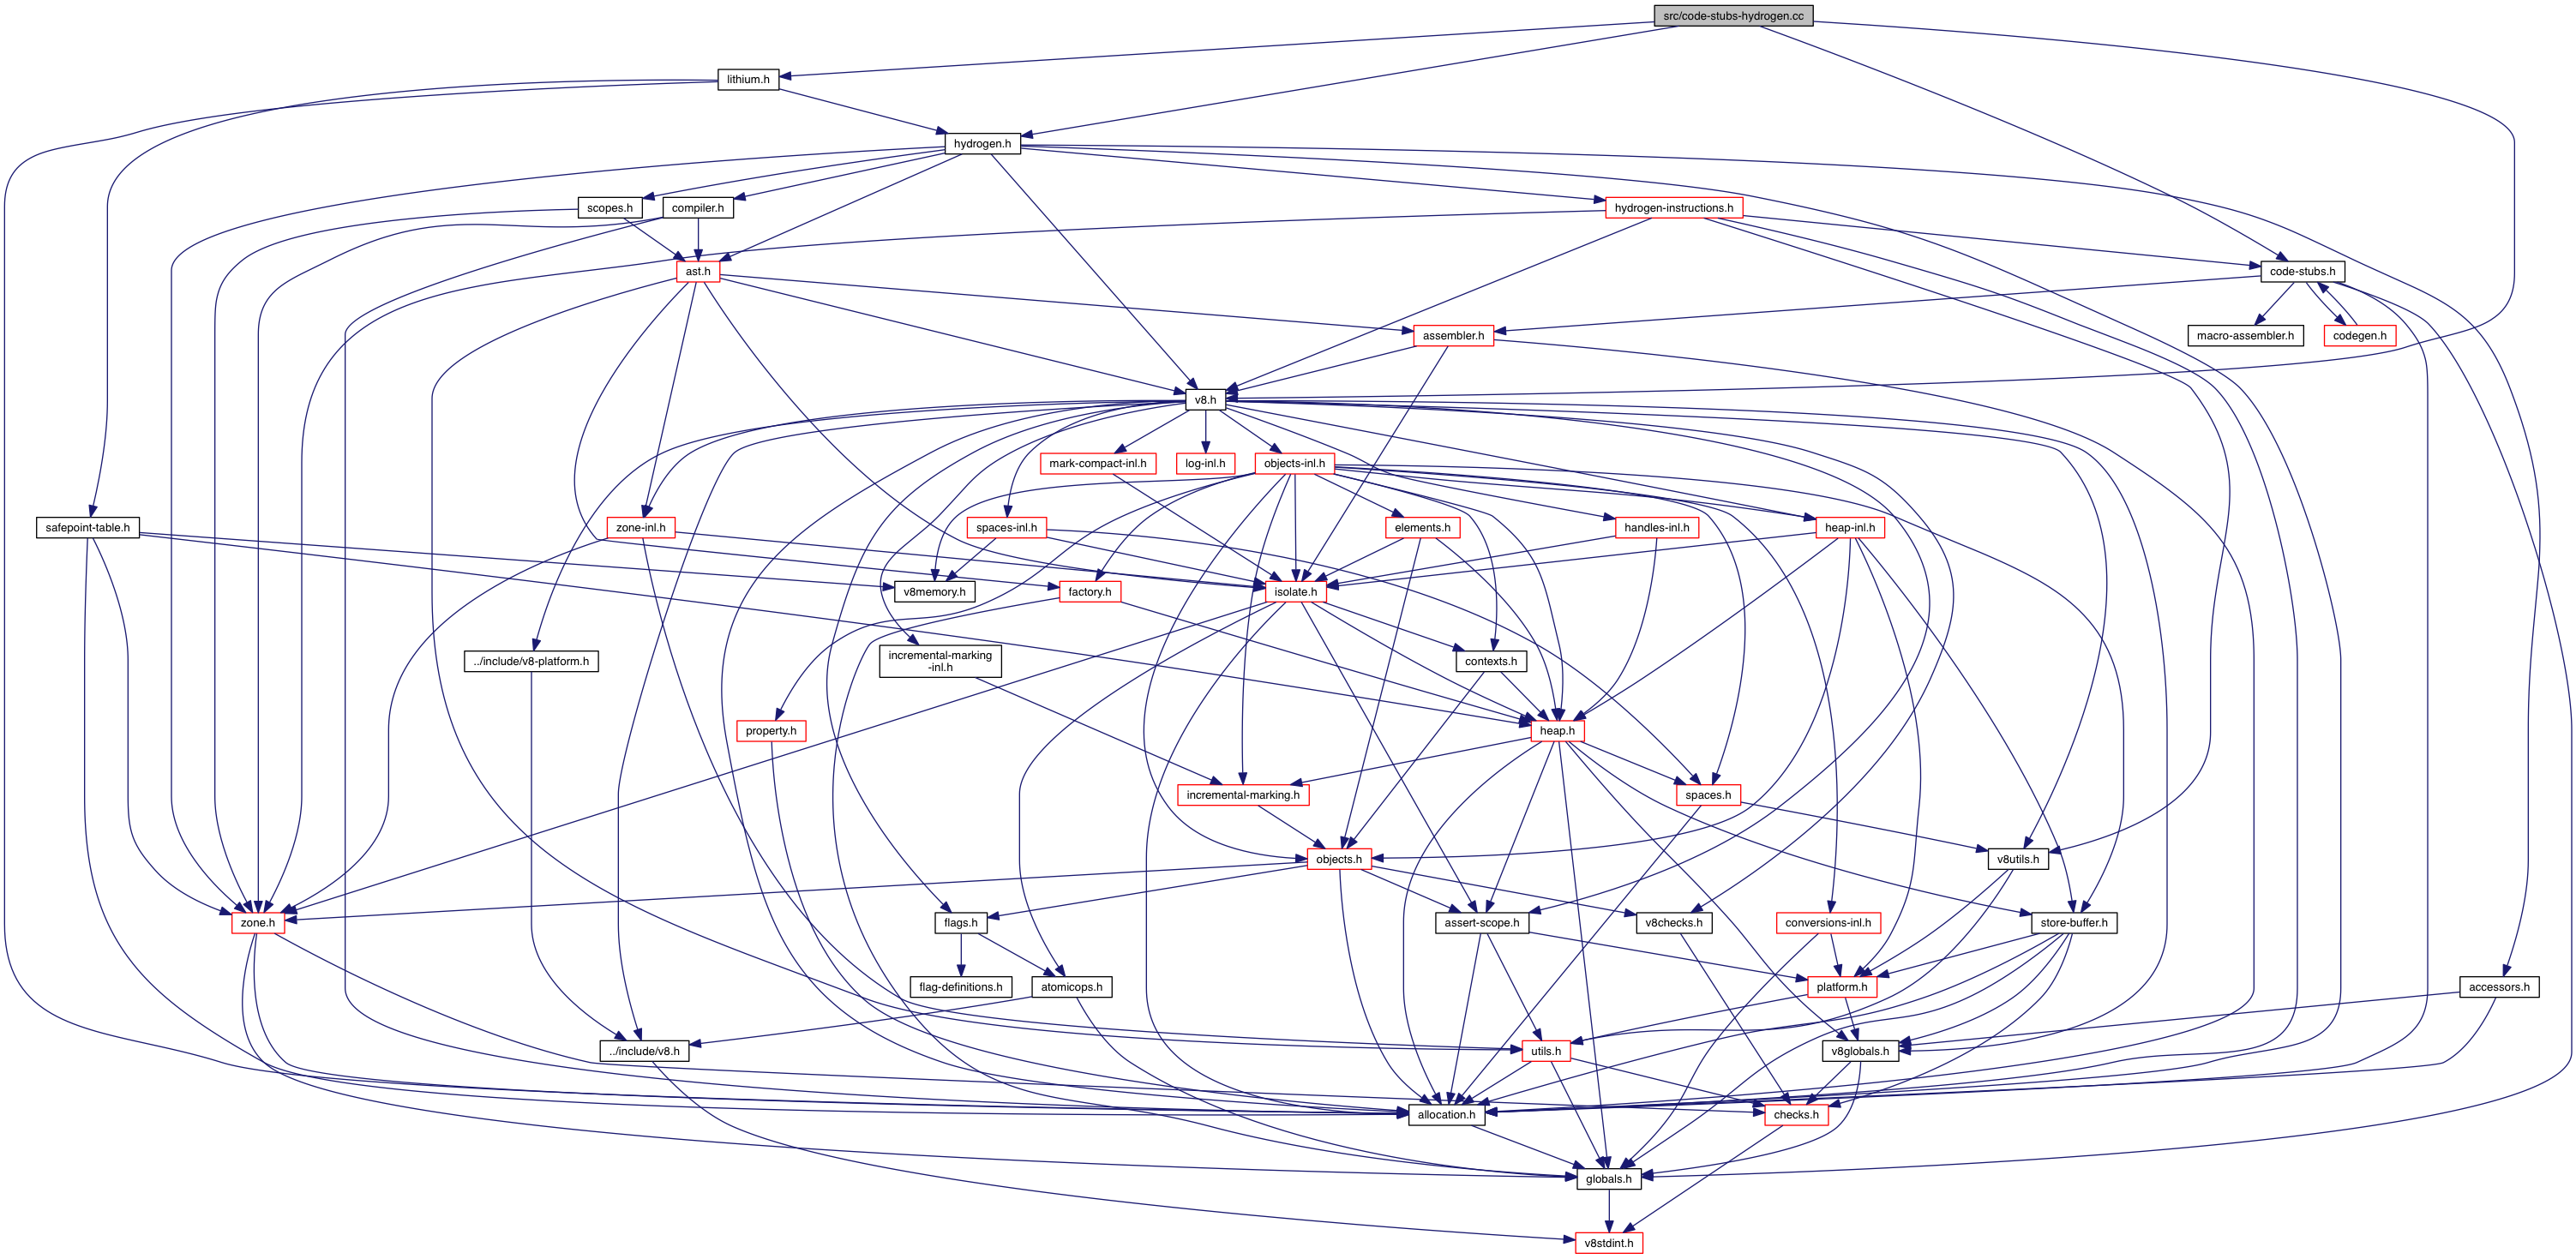 src/code-stubs-hydrogen.cc
lithium.h
hydrogen.h
scopes.h
compiler.h
hydrogen-instructions.h
ast.h
code-stubs.h
assembler.h
macro-assembler.h
codegen.h
v8.h
mark-compact-inl.h
log-inl.h
objects-inl.h
safepoint-table.h
zone-inl.h
spaces-inl.h
elements.h
handles-inl.h
heap-inl.h
v8memory.h
factory.h
isolate.h
../include/v8-platform.h
incremental-marking
-inl.h
contexts.h
property.h
heap.h
incremental-marking.h
spaces.h
objects.h
v8utils.h
zone.h
flags.h
assert-scope.h
v8checks.h
conversions-inl.h
store-buffer.h
flag-definitions.h
atomicops.h
platform.h
accessors.h
../include/v8.h
utils.h
v8globals.h
allocation.h
checks.h
globals.h
v8stdint.h